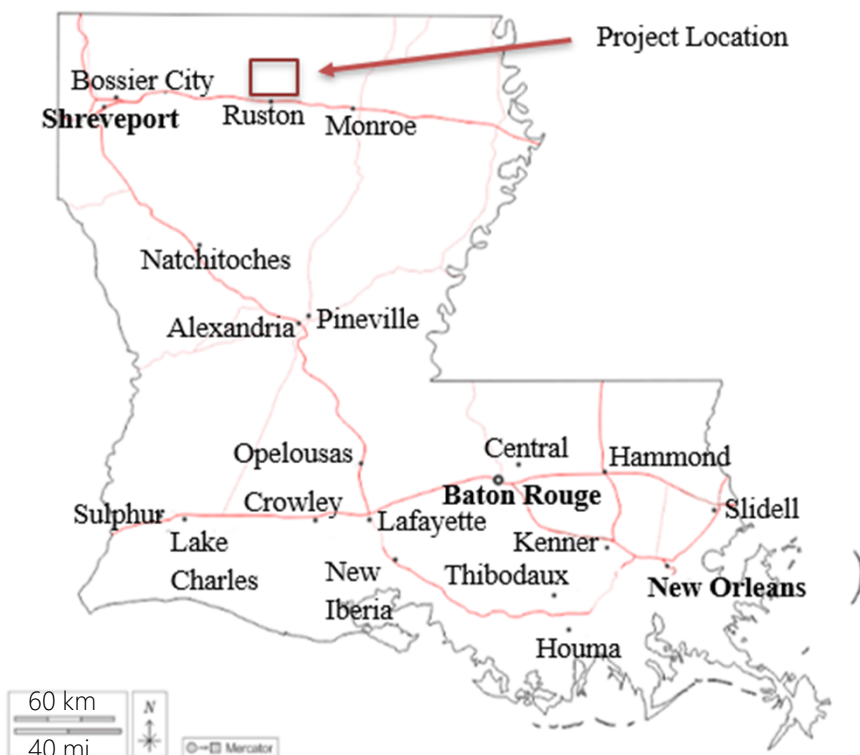 Project Location
Bossier City
Shreveport
Ruston
Monroe
Natchitoches
Alexandria
Pineville
Opelousas
Central
Hammond
Baton Rouge
Sulphur
Crowley
Lafayette
Slidell
Lake
Charles
Kenner
New
Iberia
Thibodaux
New Orleans
Houma
60 km
40 mi
N
Mercator